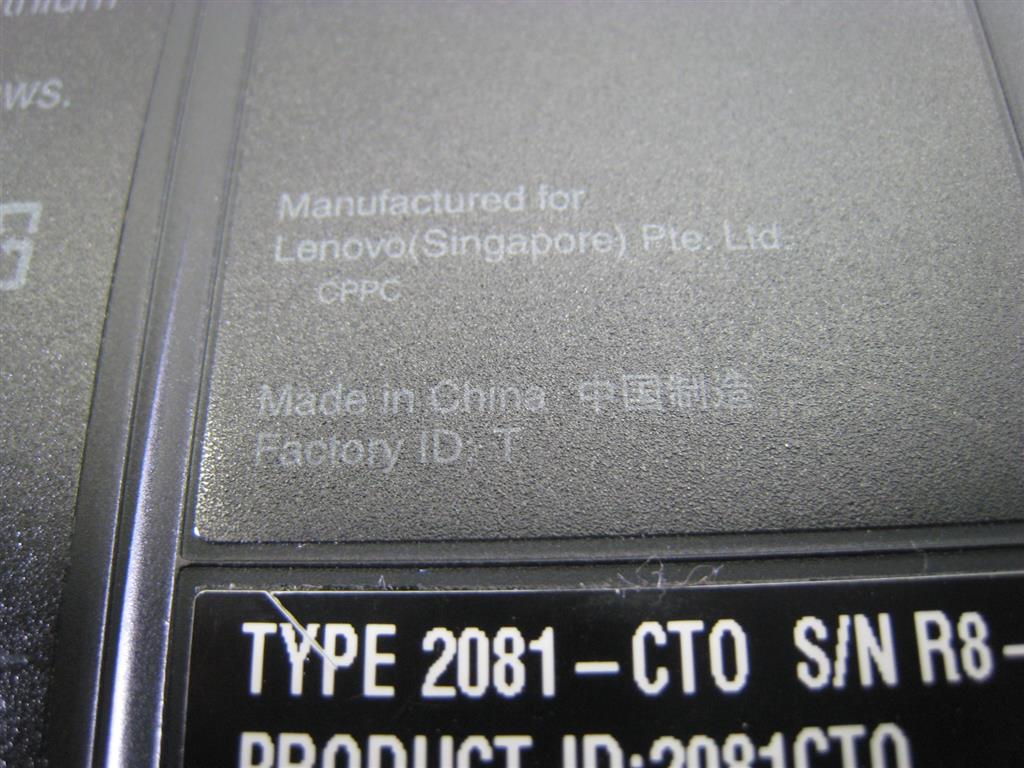 ws.
Manufactured for
Lenovo(Singapore) Pte. Ltd.
CPPC
Made in China 中国制造
Factory ID: T
TYPE 2081-CTO S/N R8-
PRODUCT ID:2081CTO